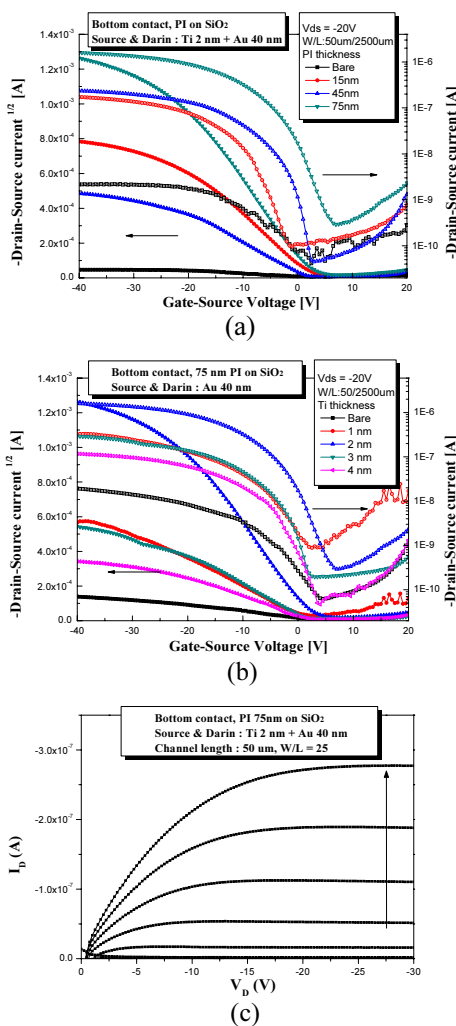 Bottom contact, PI on SiO2
Source & Darin : Ti 2 nm + Au 40 nm
Vds = -20V
W/L:50um/2500um
PI thickness
Bare
15nm
45nm
75nm
-Drain-Source current 1/2 [A]
1.4x10-3
1.2x10-3
1.0x10-3
8.0x10-4
6.0x10-4
4.0x10-4
2.0x10-4
0.0
-40 -30 -20 -10 0 10 20
Gate-Source Voltage [V]
1E-6
1E-8
1E-10
-Drain-Source current [A]
(a)
Bottom contact, 75 nm PI on SiO2
Source & Darin : Au 40 nm
Vds = -20V
W/L:50/2500um
Ti thickness
Bare
1 nm
2 nm
3 nm
4 nm
-Drain-Source current 1/2 [A]
1.4x10-3
1.2x10-3
1.0x10-3
8.0x10-4
6.0x10-4
4.0x10-4
2.0x10-4
0.0
-40 -30 -20 -10 0 10 20
Gate-Source Voltage [V]
1E-6
1E-8
1E-9
1E-10
-Drain-Source current [A]
(b)
Bottom contact, PI 75nm on SiO2
Source & Darin : Ti 2 nm + Au 40 nm
Channel length : 50 um, W/L = 25
ID (A)
-3.0x10-7
-2.0x10-7
-1.0x10-7
0.0
0 -5 -10 -15 -20 -25 -30
VD (V)
(c)